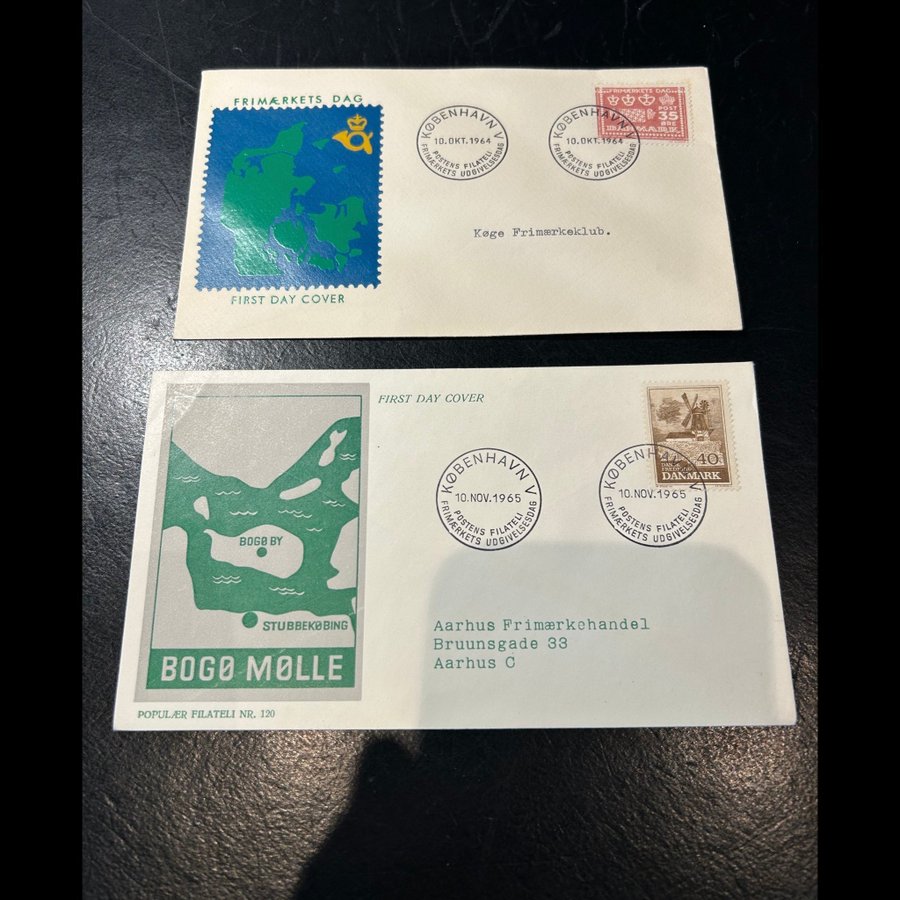 FRIMÆRKETS DAG
FIRST DAY COVER
KØBENHAVN V
10.OKT.1964
POSTENS FILATELI
FRIMÆRKETS UDGIVELSESDAG
KØBENHAVN V
10.OKT.1964
POSTENS FILATELI
FRIMÆRKETS UDGIVELSESDAG
FRIMÆRKETS DAG
POST
35
ØRE
DANMARK
Køge Frimærkeklub.
FIRST DAY COVER
BOGØ BY
STUBBEKØBING
BOGØ MØLLE
POPULÆR FILATELI NR. 120
KØBENHAVN V
10.NOV.1965
POSTENS FILATELI
FRIMÆRKETS UDGIVELSESDAG
KØBENHAVN V
10.NOV.1965
POSTENS FILATELI
FRIMÆRKETS UDGIVELSESDAG
40
DANMARK
Aarhus Frimærkehandel
Bruunsgade 33
Aarhus C